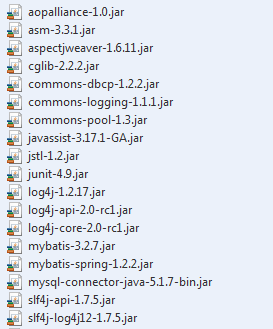 aopalliance-1.0.jar
asm-3.3.1.jar
aspectjweaver-1.6.11.jar
cglib-2.2.2.jar
commons-dbcp-1.2.2.jar
commons-logging-1.1.1.jar
commons-pool-1.3.jar
javassist-3.17.1-GA.jar
jstl-1.2.jar
junit-4.9.jar
log4j-1.2.17.jar
log4j-api-2.0-rc1.jar
log4j-core-2.0-rc1.jar
mybatis-3.2.7.jar
mybatis-spring-1.2.2.jar
mysql-connector-java-5.1.7-bin.jar
slf4j-api-1.7.5.jar
slf4j-log4j12-1.7.5.jar